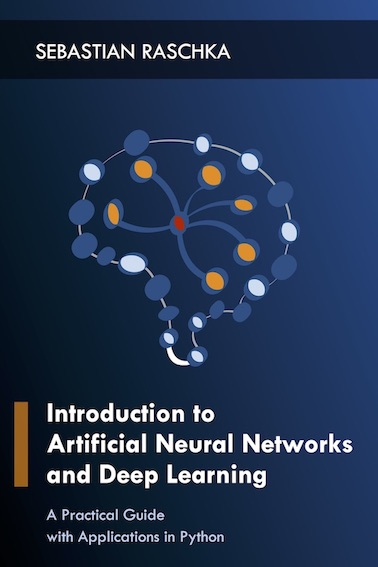 SEBASTIAN RASCHKA
Introduction to
Artificial Neural Networks
and Deep Learning
A Practical Guide
with Applications in Python